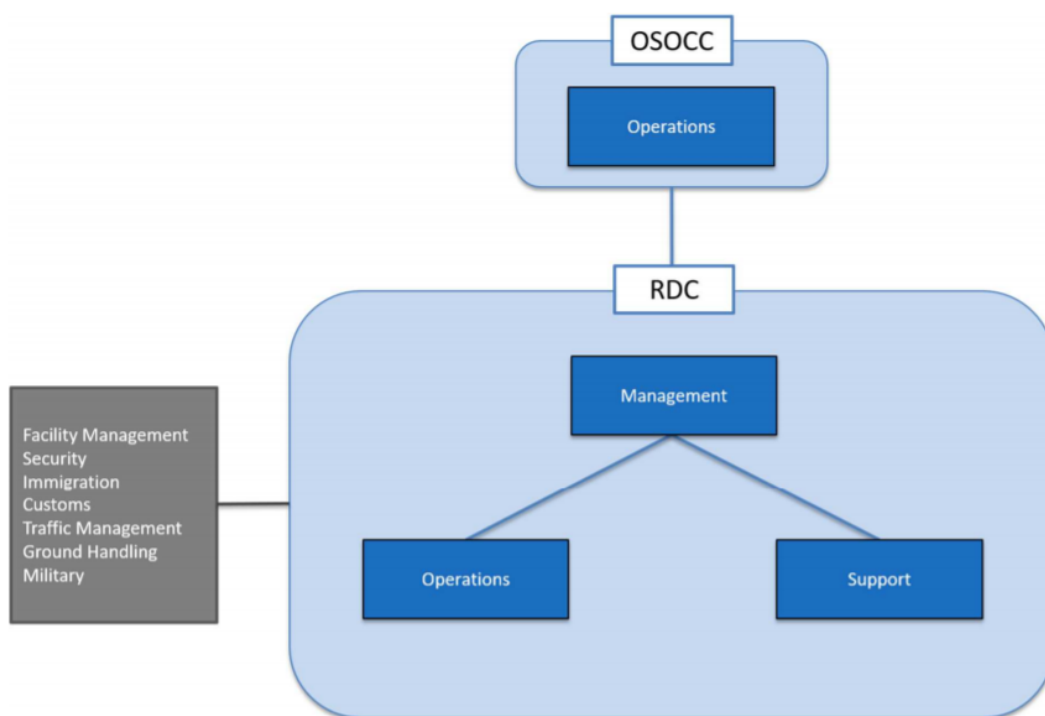 OSOCC
Operations
RDC
Management
Facility Management
Security
Immigration
Customs
Traffic Management
Ground Handling
Military
Operations
Support